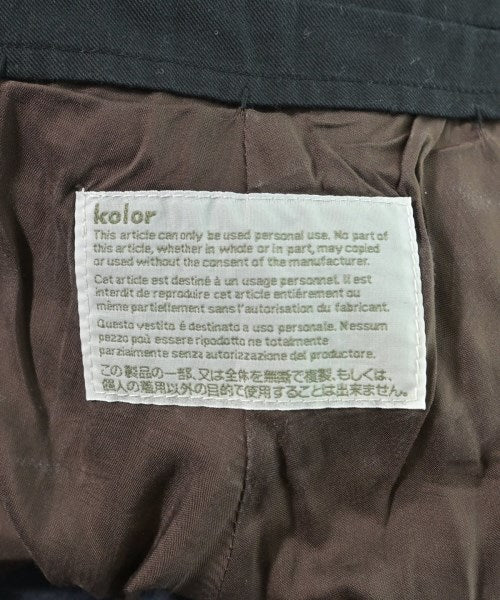 kolor
This article can only be used personal use. No part of
this article, whether in whole or in part, may copied
or used without the consent of the manufacturer.
Cet article est destiné à un usage personnel. Il est
interdit de reproduire cet article entiérement ou
même partiellement sans l'autorisation du fabricant.
Questo vestito é destinato a uso personale. Nessum
pezzo può essere ripodotto ne totalmente
parzialmente senza autorizzazione del produttore.
この製品の一部、又は全体を無断で複製、もしくは、
個人の着用以外の目的で使用することは出来ません。